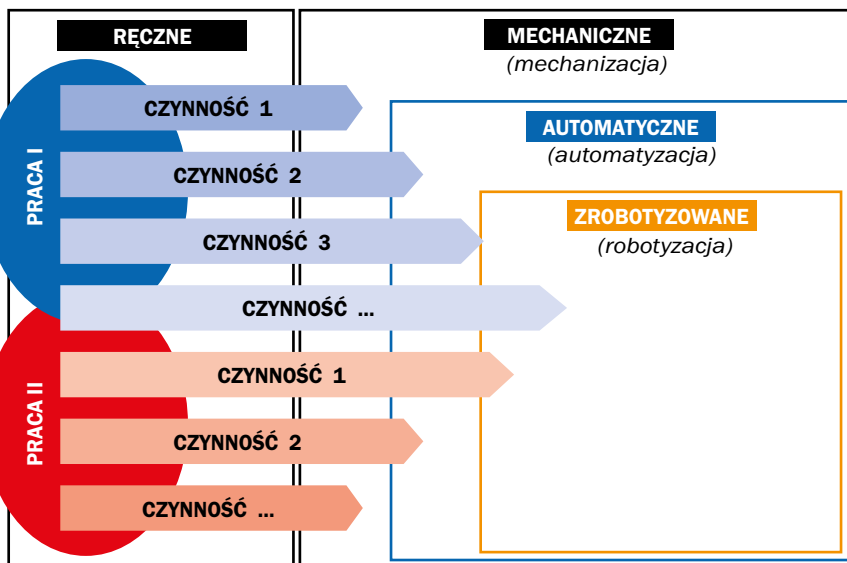 RĘCZNE
MECHANICZNE
(mechanizacja)
AUTOMATYCZNE
(automatyzacja)
ZROBOTYZOWANE
(robotyzacja)
PRACA I
CZYNNOŚĆ 1
CZYNNOŚĆ 2
CZYNNOŚĆ 3
CZYNNOŚĆ ...
PRACA II
CZYNNOŚĆ 1
CZYNNOŚĆ 2
CZYNNOŚĆ ...